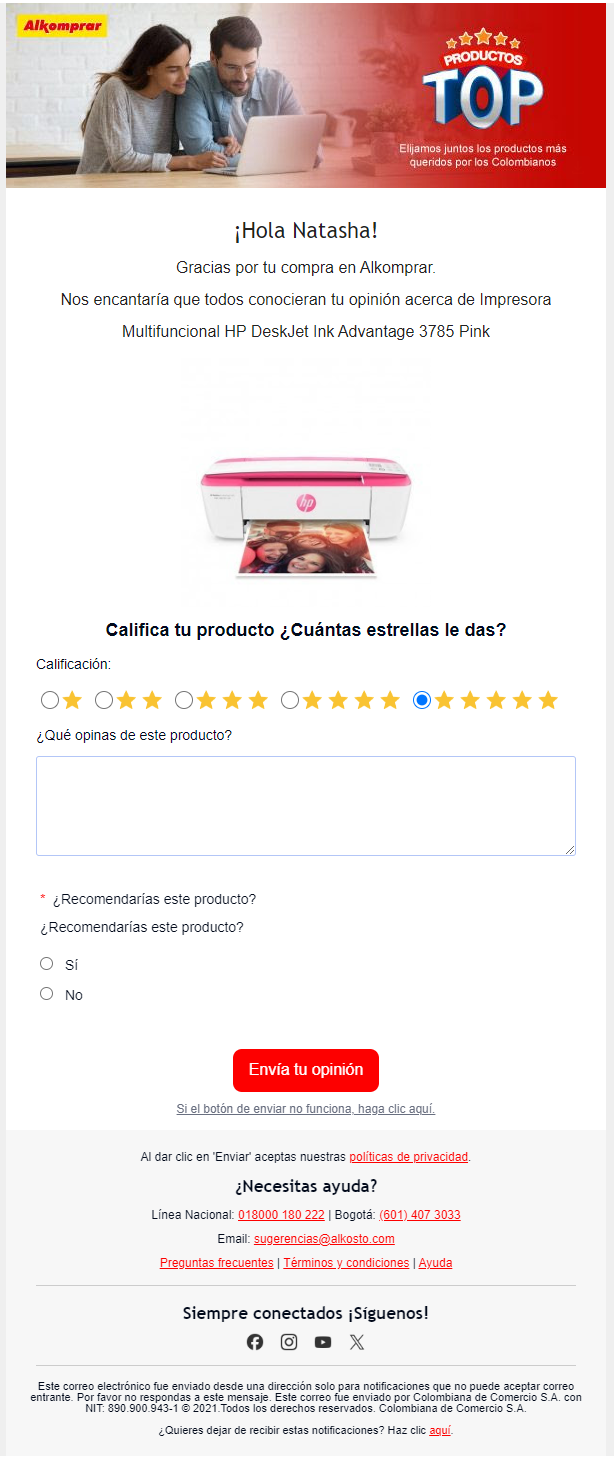 Alkomprar
PRODUCTOS
TOP
Elijamos juntos los productos más
queridos por los Colombianos
¡Hola Natasha!
Gracias por tu compra en Alkomprar.
Nos encantaría que todos conocieran tu opinión acerca de Impresora
Multifuncional HP DeskJet Ink Advantage 3785 Pink
hp
Califica tu producto ¿Cuántas estrellas le das?
Calificación:
¿Qué opinas de este producto?
* ¿Recomendarías este producto?
¿Recomendarías este producto?
Sí
No
Envía tu opinión
Si el botón de enviar no funciona, haga clic aquí.
Al dar clic en 'Enviar' aceptas nuestras políticas de privacidad.
¿Necesitas ayuda?
Línea Nacional: 018000 180 222 | Bogotá: (601) 407 3033
Email: sugerencias@alkosto.com
Preguntas frecuentes | Términos y condiciones | Ayuda
Siempre conectados ¡Síguenos!
Este correo electrónico fue enviado desde una dirección solo para notificaciones que no puede aceptar correo
entrante. Por favor no respondas a este mensaje. Este correo fue enviado por Colombiana de Comercio S.A. con
NIT: 890.900.943-1 © 2021.Todos los derechos reservados. Colombiana de Comercio S.A.
¿Quieres dejar de recibir estas notificaciones? Haz clic aquí.